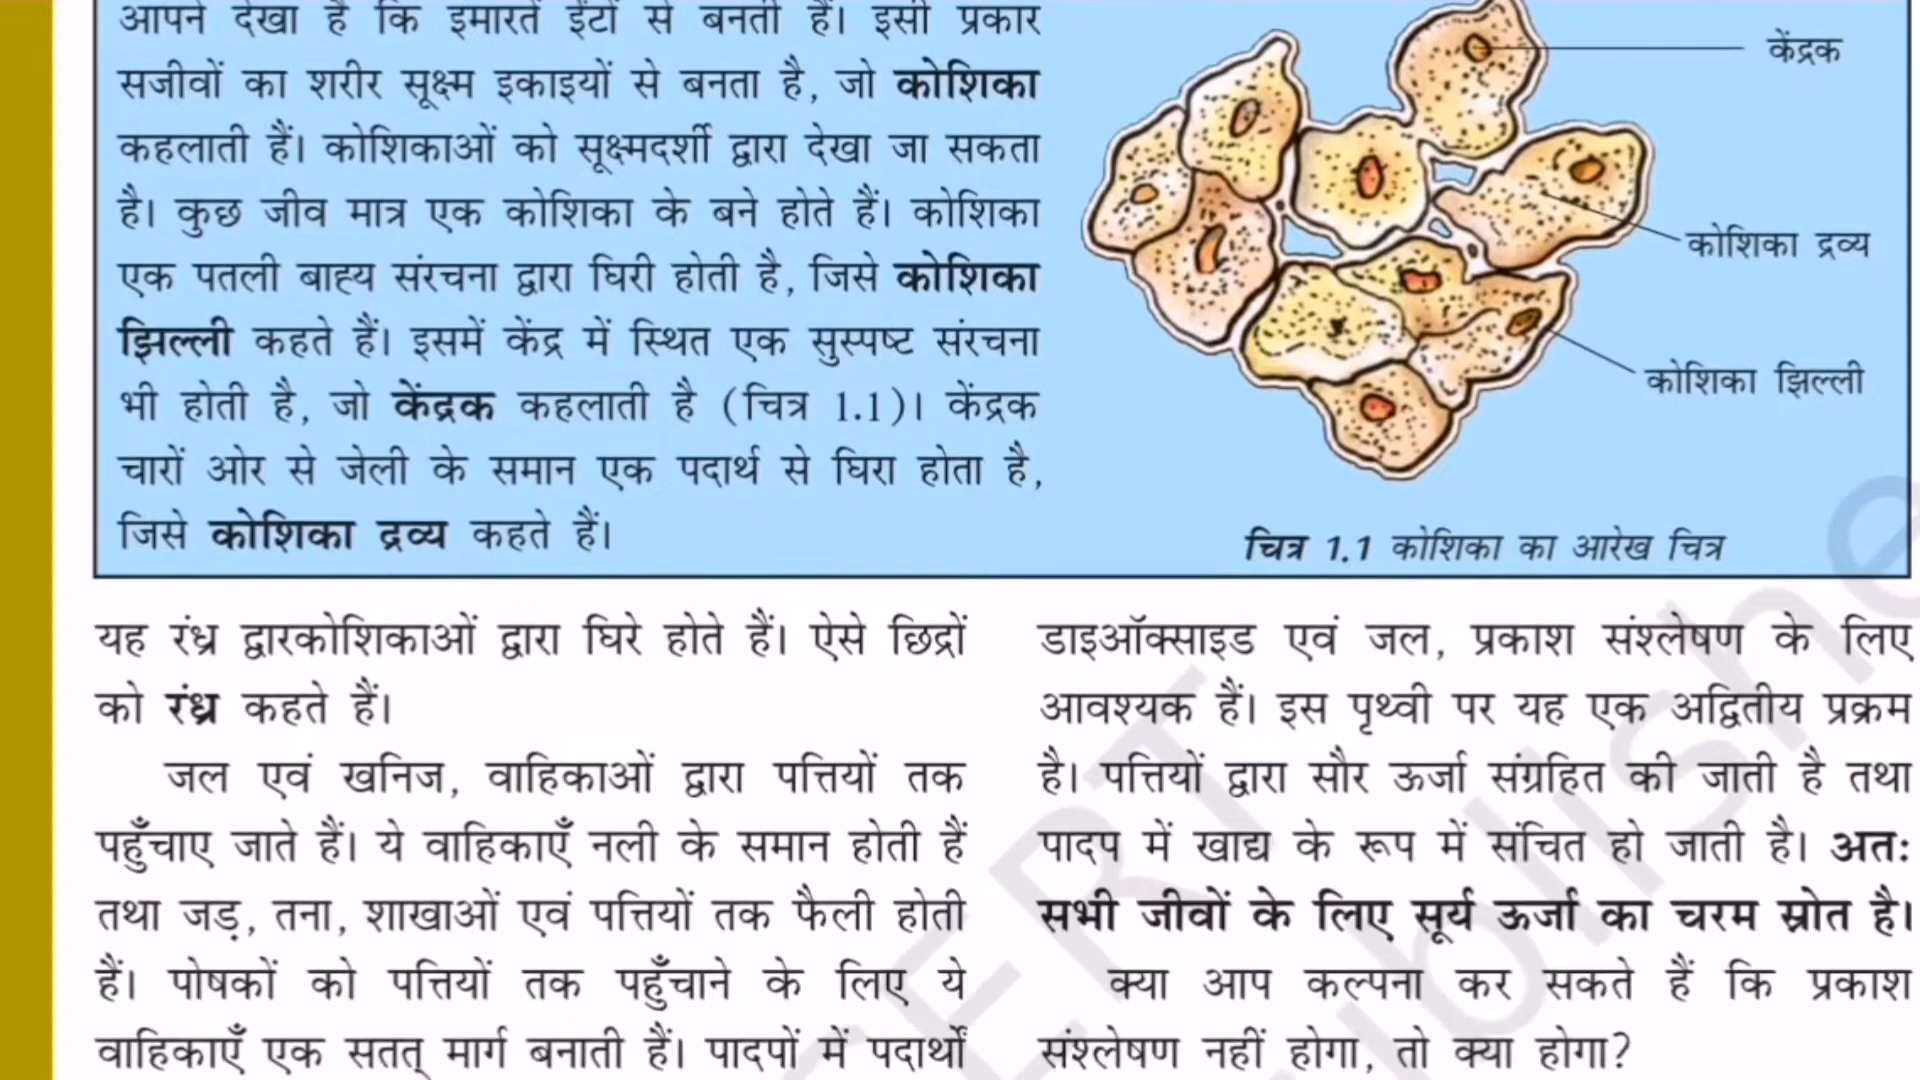 आपने देखा है कि इमारतें ईंटों से बनती हैं। इसी प्रकार
सजीवों का शरीर सूक्ष्म इकाइयों से बनता है, जो कोशिका
कहलाती हैं। कोशिकाओं को सूक्ष्मदर्शी द्वारा देखा जा सकता
है। कुछ जीव मात्र एक कोशिका के बने होते हैं। कोशिका
एक पतली बाह्य संरचना द्वारा घिरी होती है, जिसे कोशिका
झिल्ली कहते हैं। इसमें केंद्र में स्थित एक सुस्पष्ट संरचना
भी होती है, जो केंद्रक कहलाती है (चित्र 1.1)। केंद्रक
चारों ओर से जेली के समान एक पदार्थ से घिरा होता है,
जिसे कोशिका द्रव्य कहते हैं।
केंद्रक
कोशिका द्रव्य
कोशिका झिल्ली
चित्र 1.1 कोशिका का आरेख चित्र
यह रंध्र द्वारकोशिकाओं द्वारा घिरे होते हैं। ऐसे छिद्रों
को रंध्र कहते हैं।
जल एवं खनिज, वाहिकाओं द्वारा पत्तियों तक
पहुँचाए जाते हैं। ये वाहिकाएँ नली के समान होती हैं
तथा जड़, तना, शाखाओं एवं पत्तियों तक फैली होती
हैं। पोषकों को पत्तियों तक पहुँचाने के लिए ये
वाहिकाएँ एक सतत् मार्ग बनाती हैं। पादपों में पदार्थों
डाइऑक्साइड एवं जल, प्रकाश संश्लेषण के लिए
आवश्यक हैं। इस पृथ्वी पर यह एक अद्वितीय प्रक्रम
है। पत्तियों द्वारा सौर ऊर्जा संग्रहित की जाती है तथा
पादप में खाद्य के रूप में संचित हो जाती है। अतः
सभी जीवों के लिए सूर्य ऊर्जा का चरम स्रोत है।
क्या आप कल्पना कर सकते हैं कि प्रकाश
संश्लेषण नहीं होगा, तो क्या होगा?